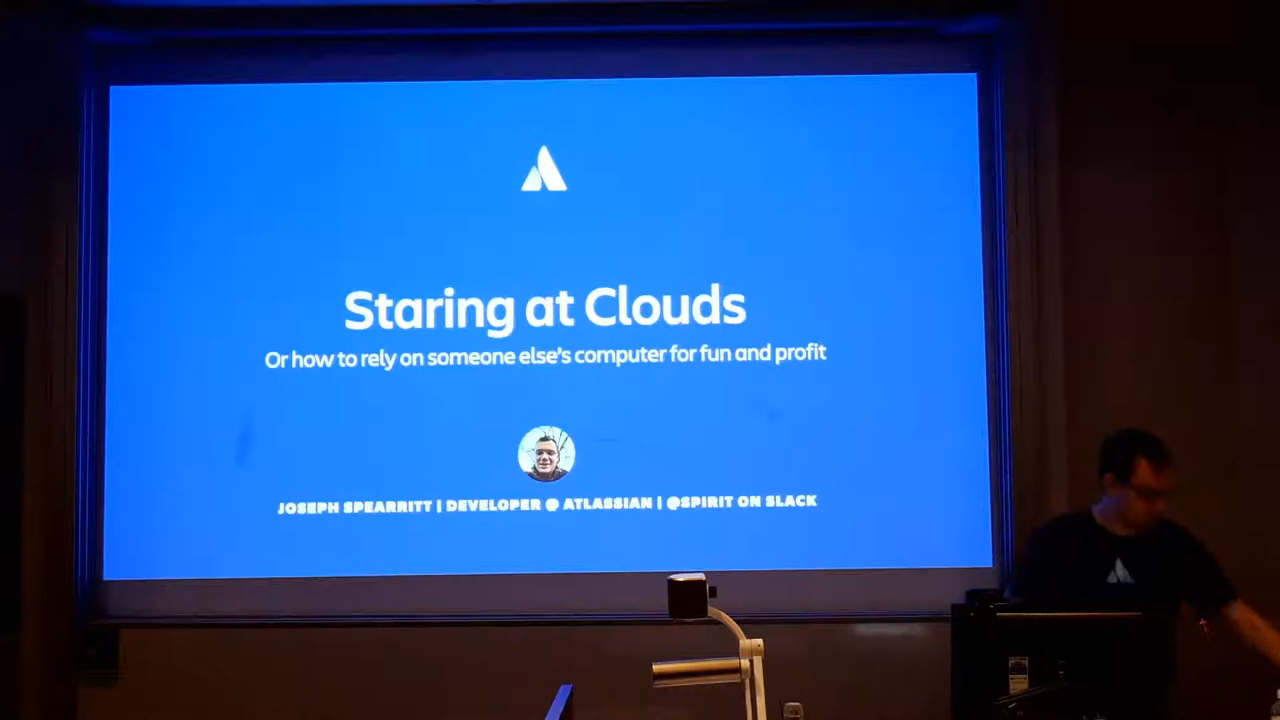 Staring at Clouds
Or how to rely on someone else's computer for fun and profit
JOSEPH SPEARRITT | DEVELOPER @ ATLASSIAN | @SPIRIT ON SLACK